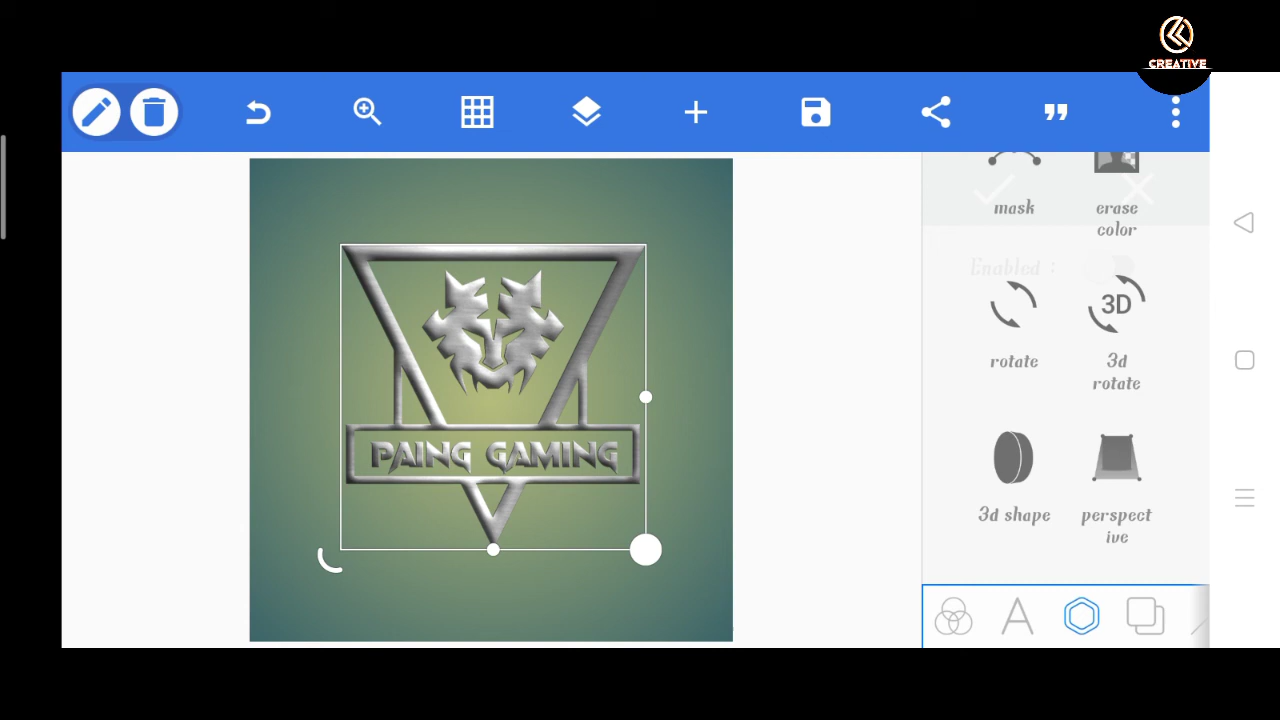 CREATIVE
mask
erase
color
Enabled :
3D
rotate
3d
rotate
PAING GAMING
3d shape
perspect
ive